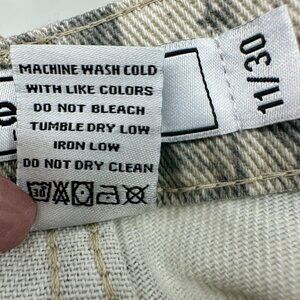 MACHINE WASH COLD
WITH LIKE COLORS
DO NOT BLEACH
TUMBLE DRY LOW
IRON LOW
DO NOT DRY CLEAN
11/30
e